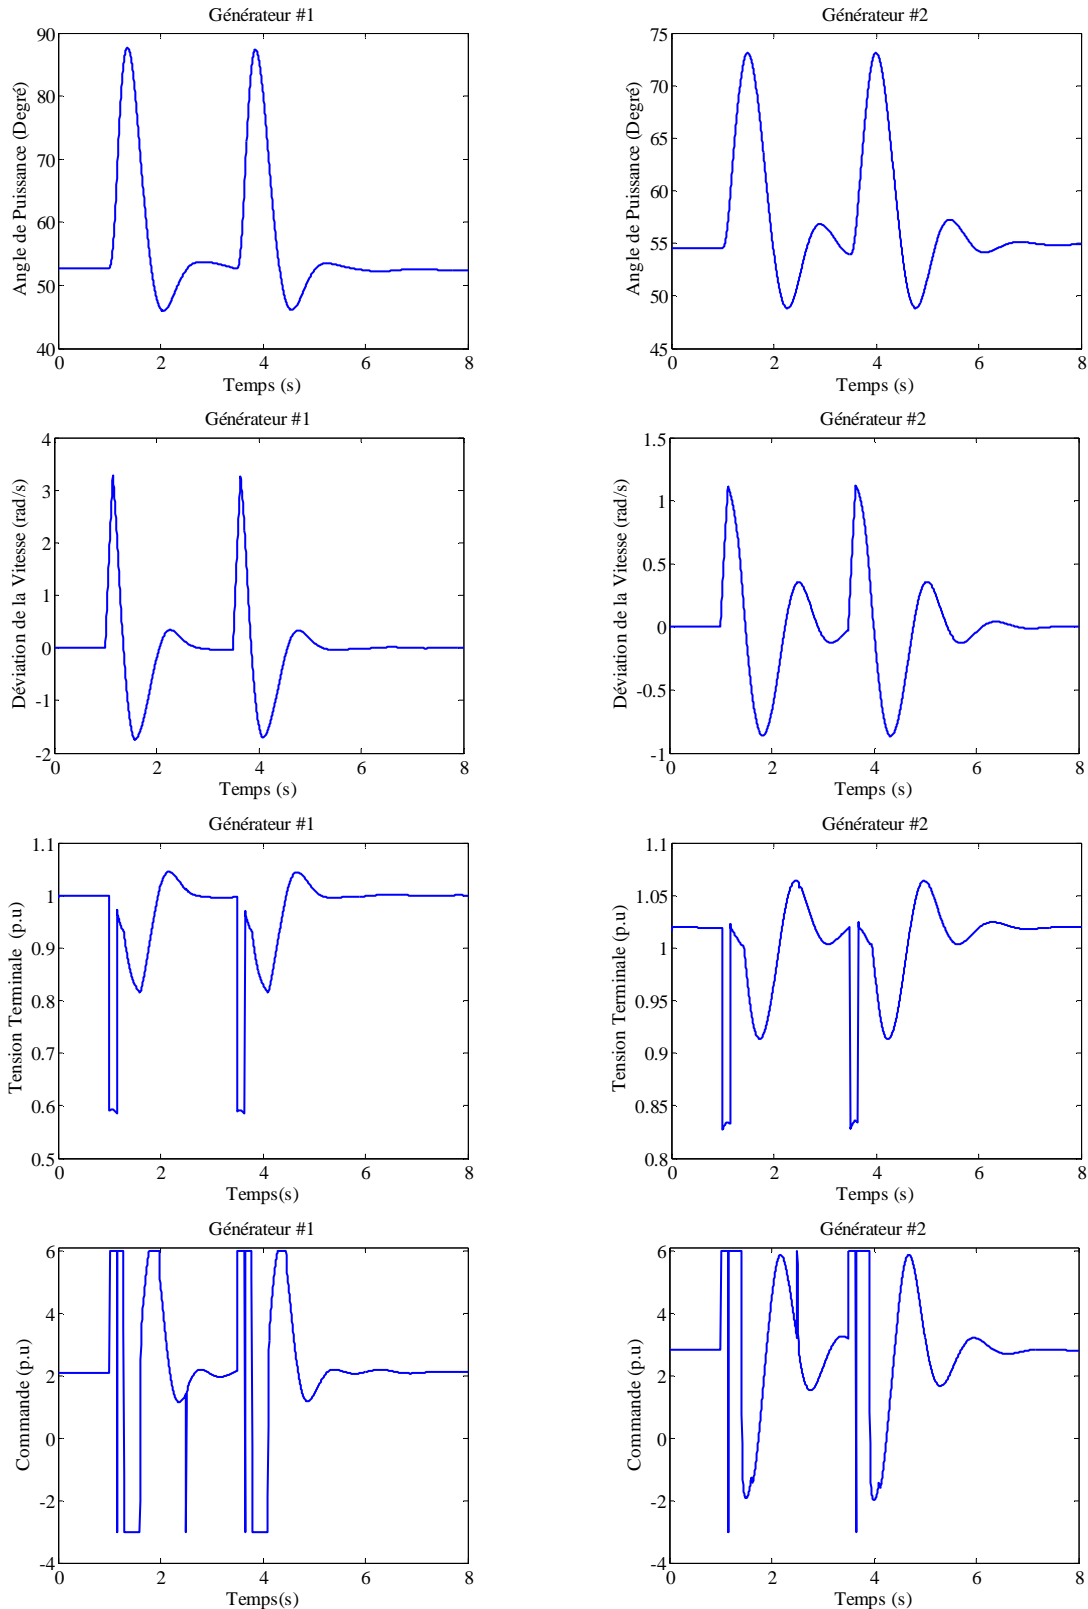 Générateur #1
Angle de Puissance (Degré)
90
80
70
60
50
40
0 2 4 6 8
Temps (s)
Générateur #2
Angle de Puissance (Degré)
75
70
65
60
55
50
45
0 2 4 6 8
Temps (s)
Générateur #1
Déviation de la Vitesse (rad/s)
4
3
2
1
0
-1
-2
0 2 4 6 8
Temps (s)
Générateur #2
Déviation de la Vitesse (rad/s)
1.5
1
0.5
0
-0.5
-1
0 2 4 6 8
Temps (s)
Générateur #1
Tension Terminale (p.u)
1.1
1
0.9
0.8
0.7
0.6
0.5
0 2 4 6 8
Temps(s)
Générateur #2
Tension Terminale (p.u)
1.1
1.05
1
0.95
0.9
0.85
0.8
0 2 4 6 8
Temps (s)
Générateur #1
Commande (p.u)
6
4
2
0
-2
-4
0 2 4 6 8
Temps(s)
Générateur #2
Commande (p.u)
6
4
2
0
-2
-4
0 2 4 6 8
Temps (s)